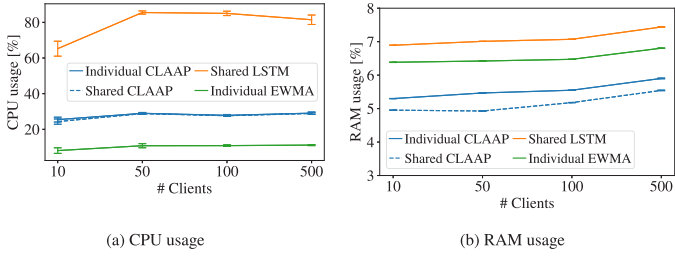 CPU usage [%]
80
60
40
20
Individual CLAAP
Shared CLAAP
Shared LSTM
Individual EWMA
10
50
100
500
# Clients
(a) CPU usage
RAM usage [%]
8
7
6
5
4
3
Individual CLAAP
Shared CLAAP
Shared LSTM
Individual EWMA
10
50
100
500
# Clients
(b) RAM usage